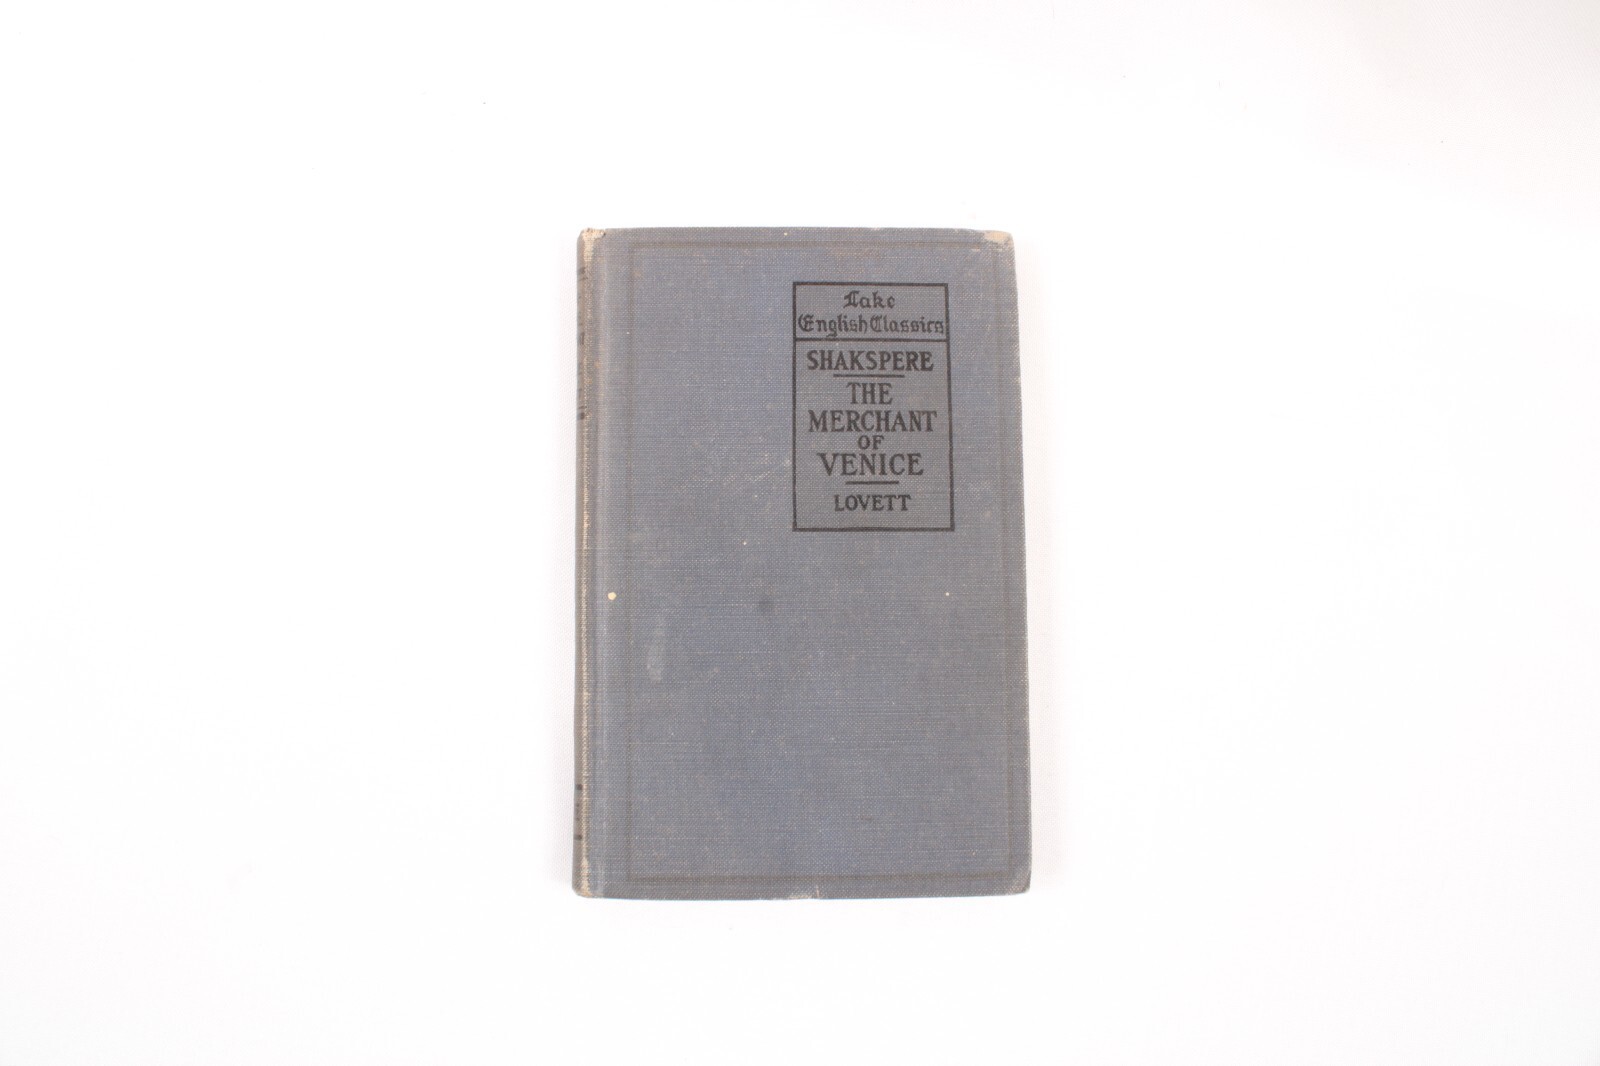 Lake
English Classics
SHAKSPERE
THE
MERCHANT
OF
VENICE
LOVETT